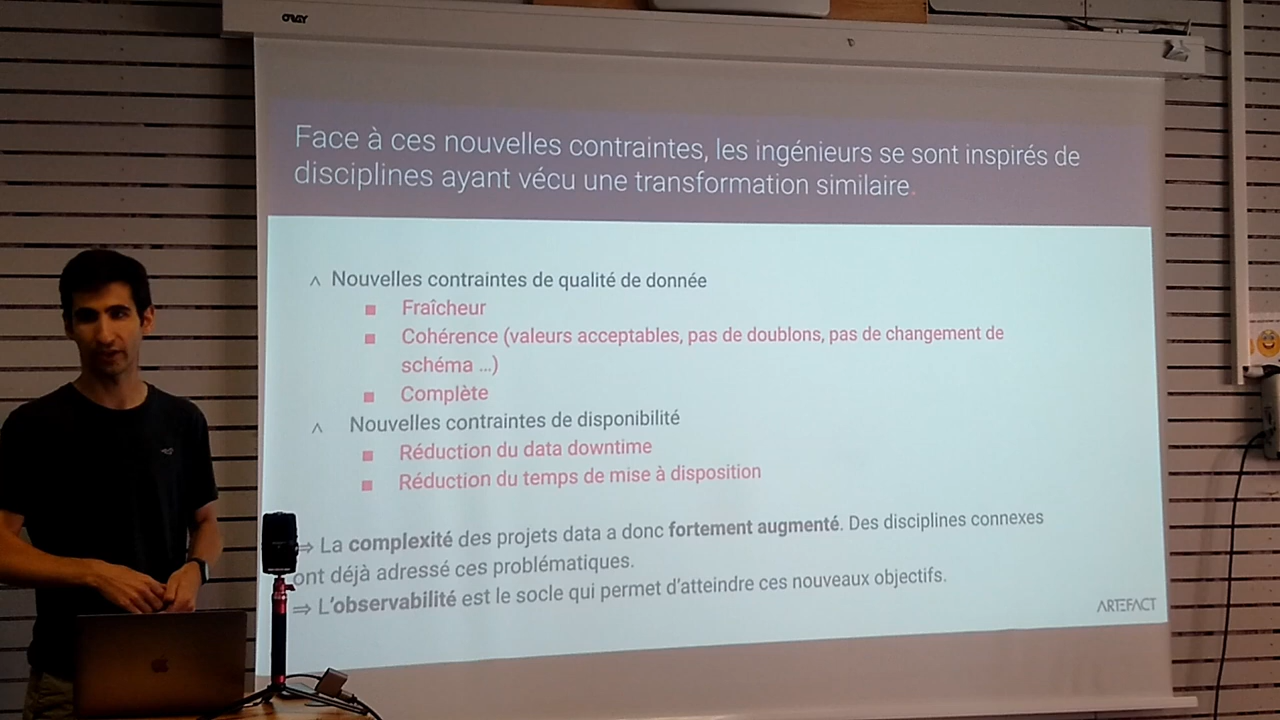 ORAY
Face à ces nouvelles contraintes, les ingénieurs se sont inspirés de
disciplines ayant vécu une transformation similaire.
^ Nouvelles contraintes de qualité de donnée
■ Fraîcheur
■ Cohérence (valeurs acceptables, pas de doublons, pas de changement de
schéma ...)
■ Complète
^ Nouvelles contraintes de disponibilité
■ Réduction du data downtime
■ Réduction du temps de mise à disposition
⇒ La complexité des projets data a donc fortement augmenté. Des disciplines connexes
ont déjà adressé ces problématiques.
⇒ L'observabilité est le socle qui permet d'atteindre ces nouveaux objectifs.
ARTEFACT